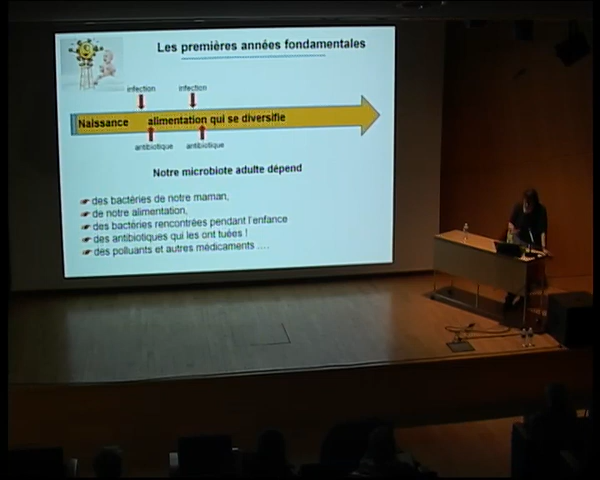 Les premières années fondamentales
infection infection
Naissance alimentation qui se diversifie
antibiotique antibiotique
Notre microbiote adulte dépend
des bactéries de notre maman,
de notre alimentation,
des bactéries rencontrées pendant l'enfance
des antibiotiques qui les ont tuées !
des polluants et autres médicaments ....